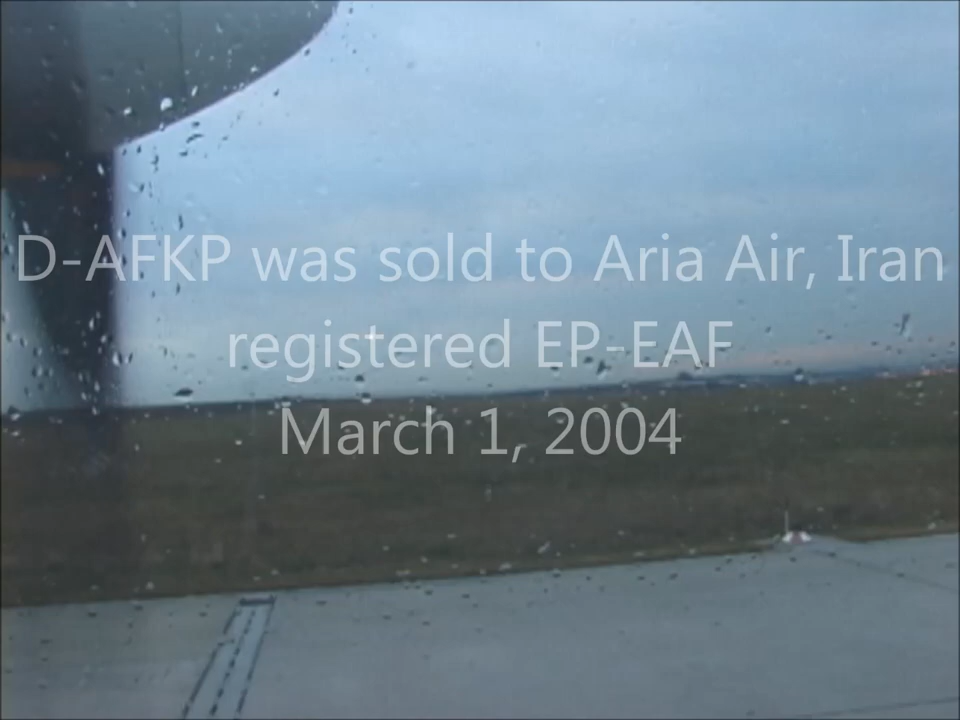 D-AFKP was sold to Aria Air, Iran
registered EP-EAF
March 1, 2004